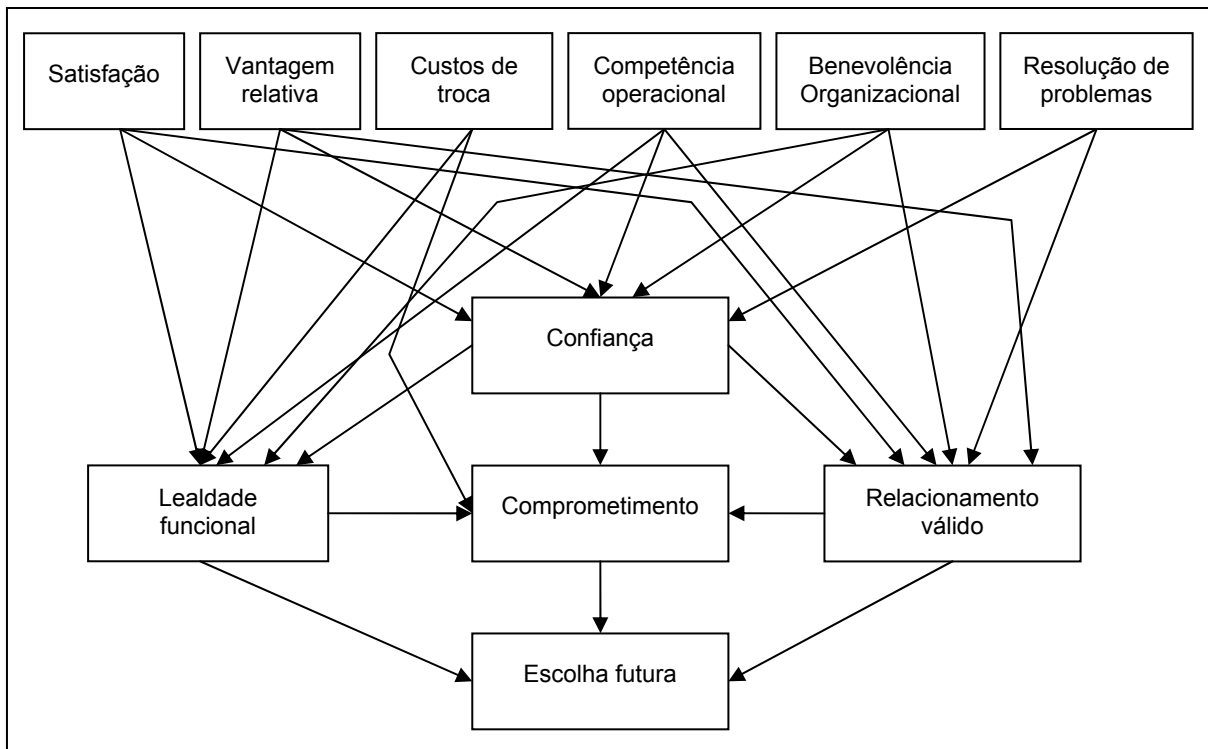 Satisfação
Vantagem
relativa
Custos de
troca
Competência
operacional
Benevolência
Organizacional
Resolução de
problemas
Confiança
Lealdade
funcional
Comprometimento
Relacionamento
válido
Escolha futura